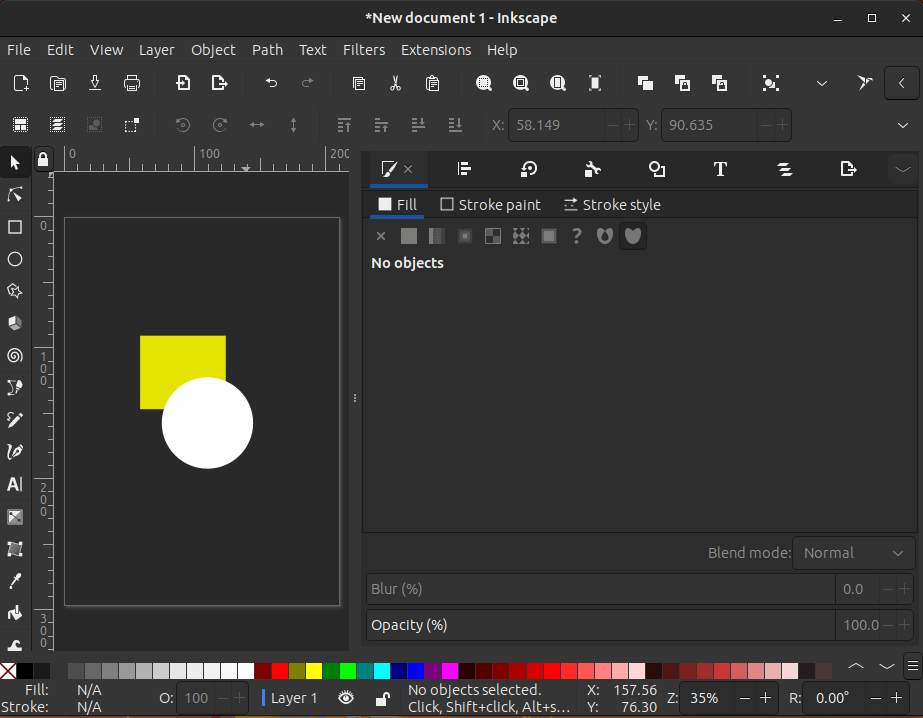 *New document 1 - Inkscape
File Edit View Layer Object Path Text Filters Extensions Help
X: 58.149 Y: 90.635
0 100 200
Fill Stroke paint Stroke style
No objects
0
100
200
300
Blend mode: Normal
Blur (%) 0.0
Opacity (%) 100.0
Fill: N/A
Stroke: N/A
O: 100
Layer 1
No objects selected.
Click, Shift+click, Alt+s...
X: 157.56
Y: 76.30
Z: 35%
R: 0.00°